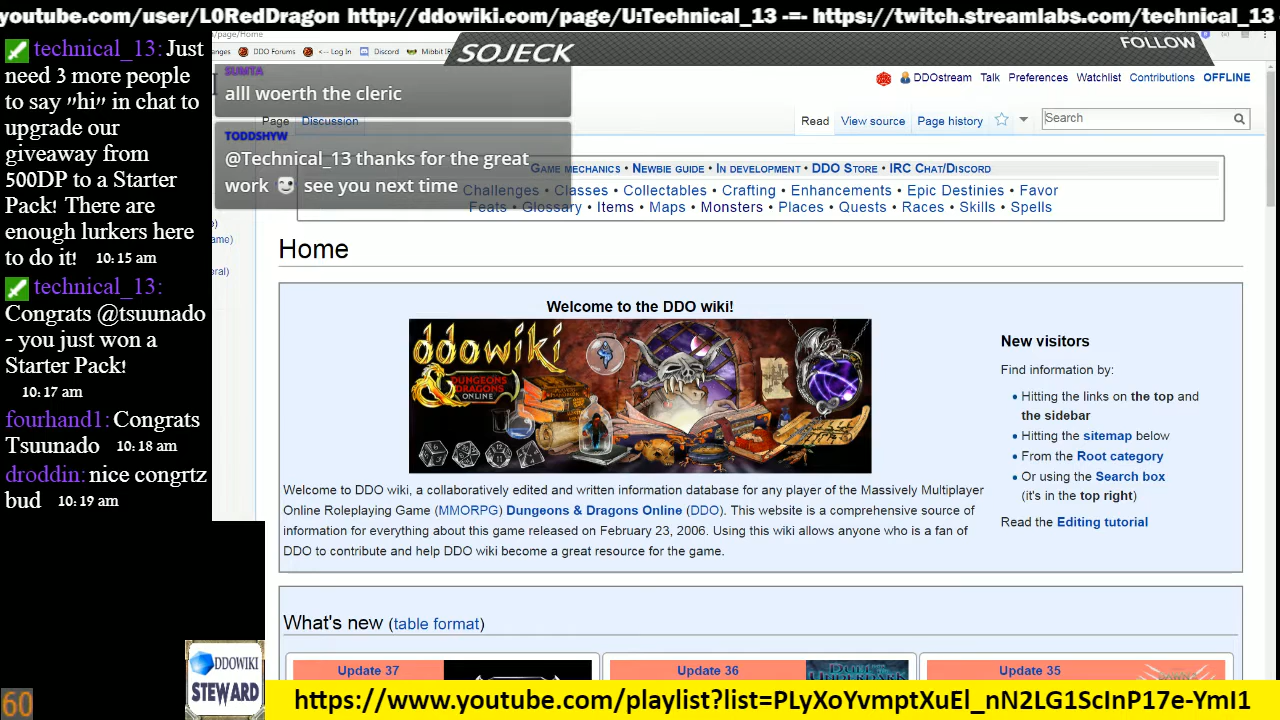 youtube.com/user/L0RedDragon http://ddowiki.com/page/U:Technical_13 -=- https://twitch.streamlabs.com/technical_13
technical_13: Just
need 3 more people
to say "hi" in chat to
upgrade our
giveaway from
500DP to a Starter
Pack! There are
enough lurkers here
to do it! 10:15 am
technical_13:
Congrats @tsuunado
- you just won a
Starter Pack!
10:17 am
fourhand1: Congrats
Tsuunado 10:18 am
droddin: nice congrtz
bud 10:19 am
60
page/Home
nges DDO Forums <-- Log In Discord Mibbit
SOJECK
FOLLOW
SUMTA
alll woerth the cleric
TODDSHYW
@Technical_13 thanks for the great
work see you next time
DDOstream Talk Preferences Watchlist Contributions OFFLINE
Page Discussion
Read View source Page history
Search
Game mechanics • Newbie guide • In development • DDO Store • IRC Chat/Discord
Challenges • Classes • Collectables • Crafting • Enhancements • Epic Destinies • Favor
Feats • Glossary • Items • Maps • Monsters • Places • Quests • Races • Skills • Spells
ame)
ral)
Home
Welcome to the DDO wiki!
ddowiki
DUNGEONS
DRAGONS
ONLINE
Welcome to DDO wiki, a collaboratively edited and written information database for any player of the Massively Multiplayer
Online Roleplaying Game (MMORPG) Dungeons & Dragons Online (DDO). This website is a comprehensive source of
information for everything about this game released on February 23, 2006. Using this wiki allows anyone who is a fan of
DDO to contribute and help DDO wiki become a great resource for the game.
New visitors
Find information by:
Hitting the links on the top and
the sidebar
Hitting the sitemap below
From the Root category
Or using the Search box
(it's in the top right)
Read the Editing tutorial
What's new (table format)
Update 37
Update 36
Update 35
DDOWIKI
STEWARD
https://www.youtube.com/playlist?list=PLyXoYvmptXuEl_nN2LG1ScInP17e-YmI1